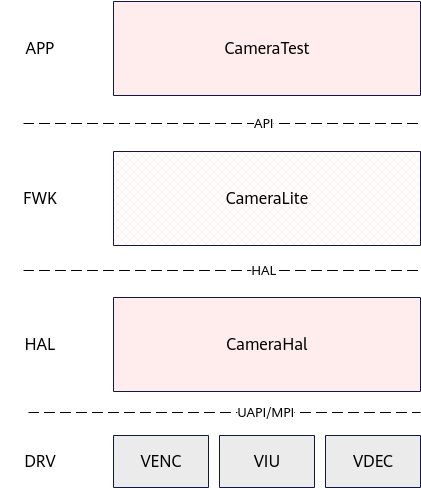 APP CameraTest
API
FWK CameraLite
HAL
HAL CameraHal
UAPI/MPI
DRV VENC VIU VDEC